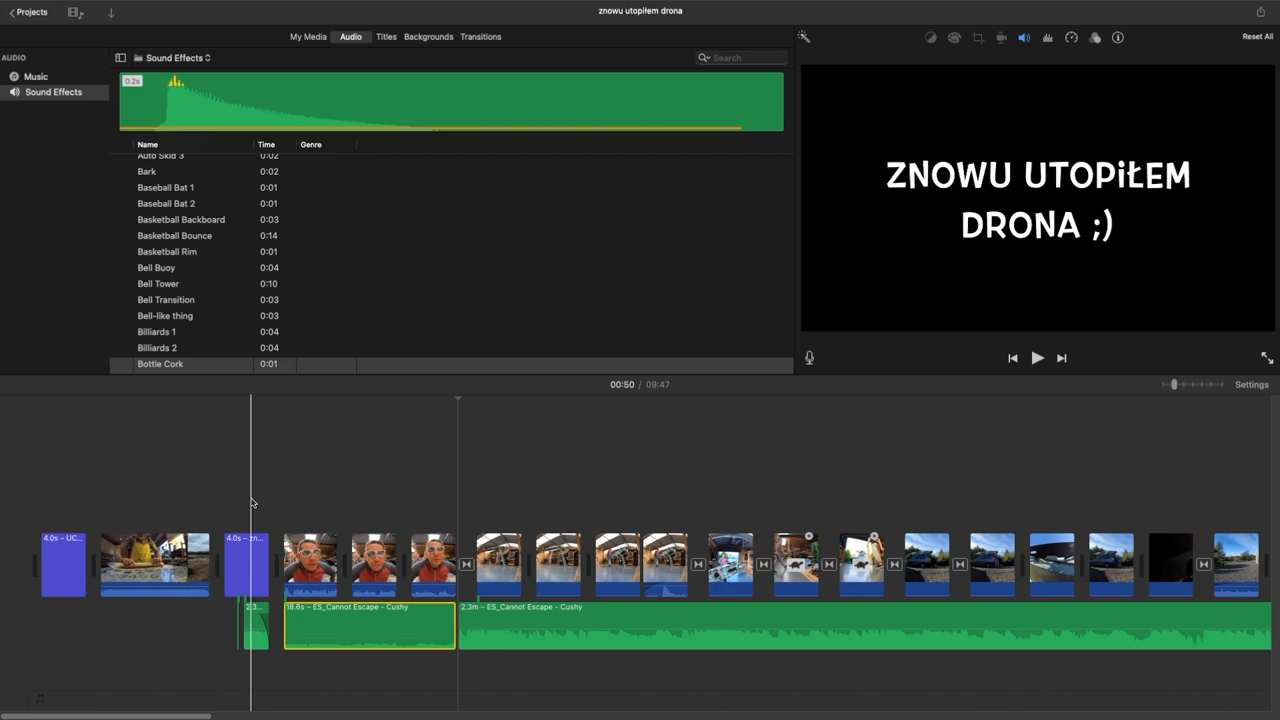 Projects
znowu utopiłem drona
My Media Audio Titles Backgrounds Transitions
Reset All
AUDIO
Music
Sound Effects
Sound Effects
Search
0.2s
Name Time Genre
Auto Skid 3 0:02
Bark 0:02
Baseball Bat 1 0:01
Baseball Bat 2 0:01
Basketball Backboard 0:03
Basketball Bounce 0:14
Basketball Rim 0:01
Bell Buoy 0:04
Bell Tower 0:10
Bell Transition 0:03
Bell-like thing 0:03
Billiards 1 0:04
Billiards 2 0:04
Bottle Cork 0:01
ZNOWU UTOPiŁEM
DRONA ;)
00:50 / 09:47
Settings
4.0s – UC...
4.0s – zn...
2.3...
18.6s – ES_Cannot Escape - Cushy
2.3m – ES_Cannot Escape - Cushy